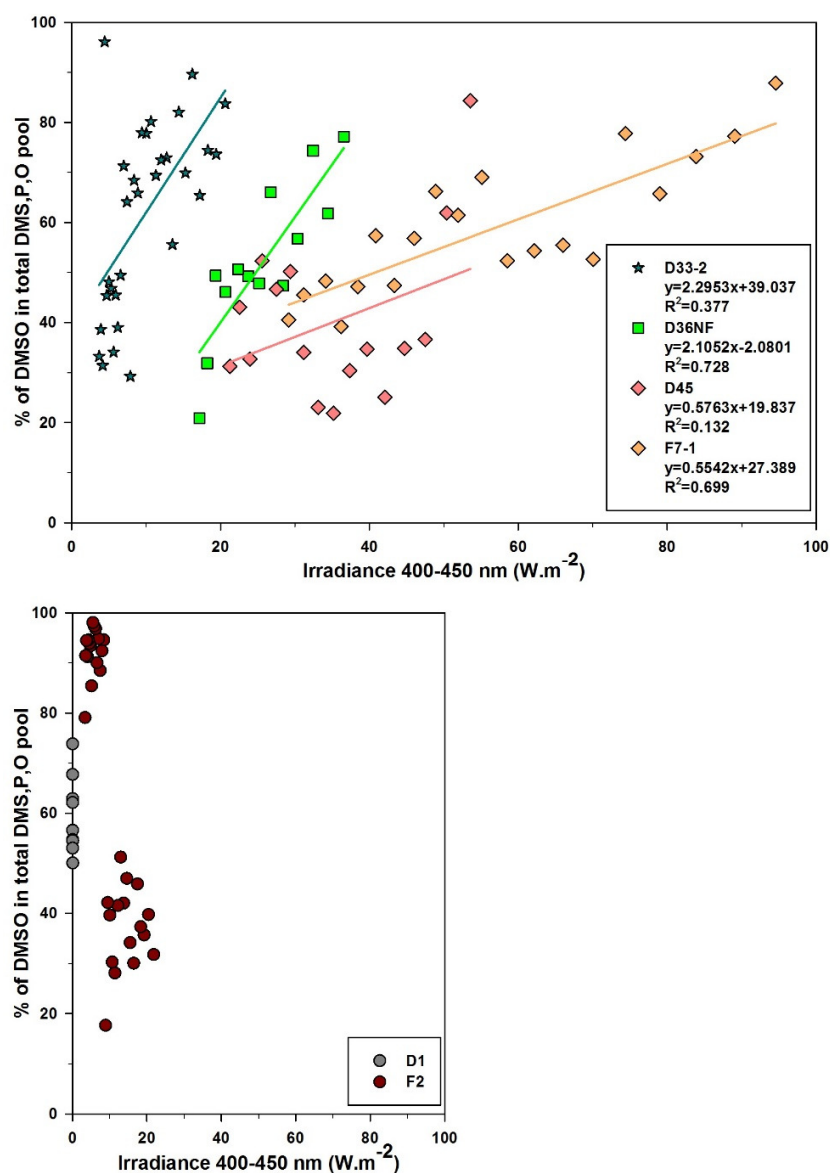 100
80
60
40
20
0
% of DMSO in total DMS,P,O pool
D33-2
y=2.2953x+39.037
R²=0.377
D36NF
y=2.1052x-2.0801
R²=0.728
D45
y=0.5763x+19.837
R²=0.132
F7-1
y=0.5542x+27.389
R²=0.699
0 20 40 60 80 100
Irradiance 400-450 nm (W.m⁻²)
100
80
60
40
20
0
% of DMSO in total DMS,P,O pool
D1
F2
0 20 40 60 80 100
Irradiance 400-450 nm (W.m⁻²)